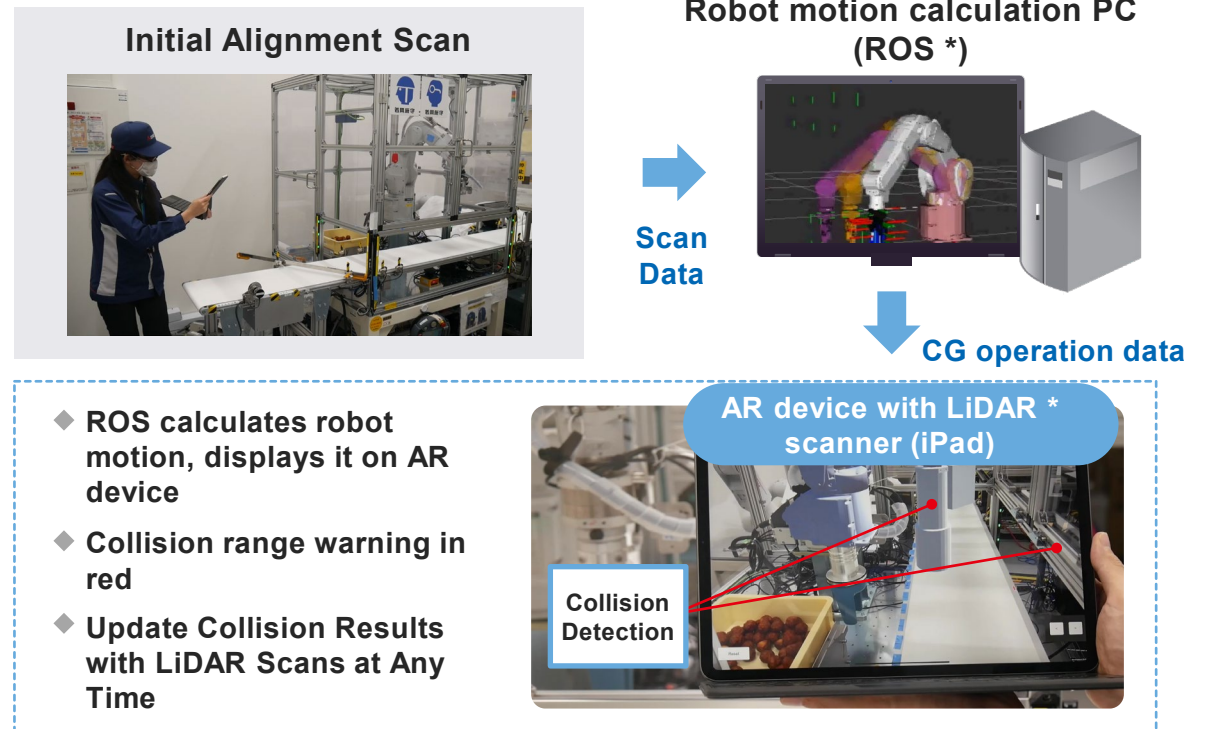 Initial Alignment Scan
Robot motion calculation PC
(ROS *)
Scan
Data
CG operation data
AR device with LiDAR *
scanner (iPad)
◆ ROS calculates robot
motion, displays it on AR
device
◆ Collision range warning in
red
◆ Update Collision Results
with LiDAR Scans at Any
Time
Collision
Detection